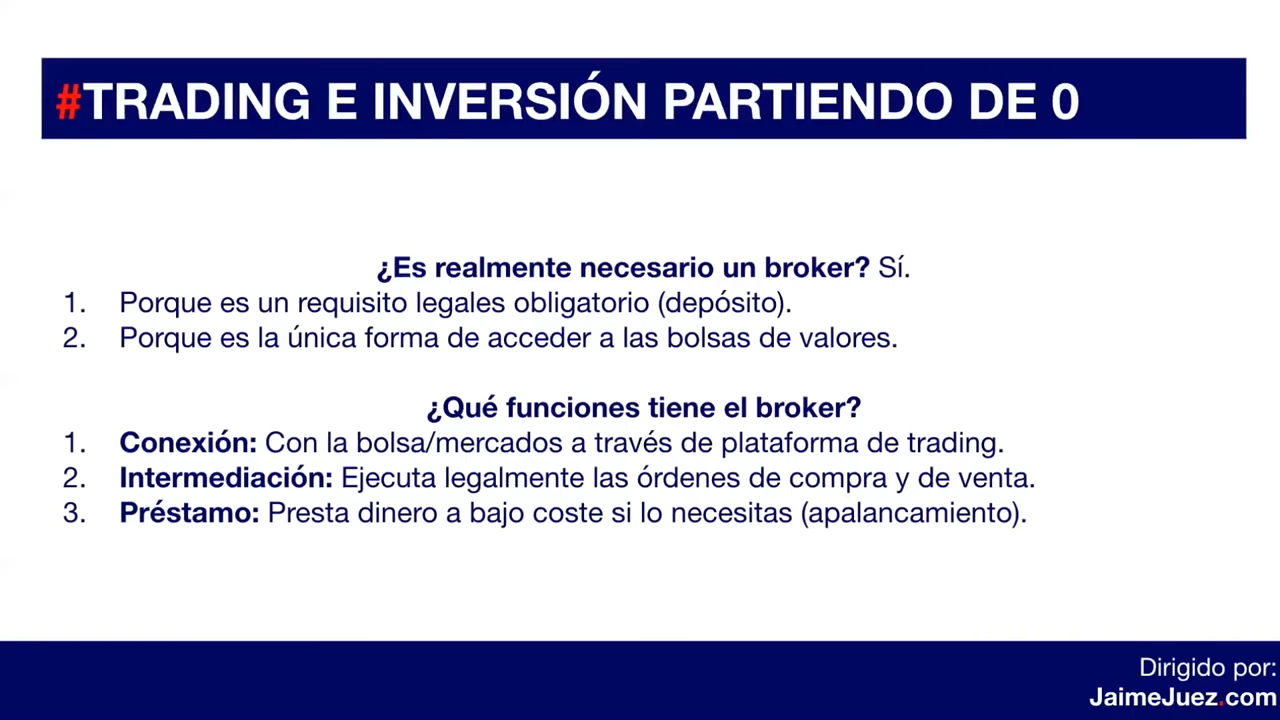 #TRADING E INVERSIÓN PARTIENDO DE 0
¿Es realmente necesario un broker? Sí.
1. Porque es un requisito legales obligatorio (depósito).
2. Porque es la única forma de acceder a las bolsas de valores.
¿Qué funciones tiene el broker?
1. Conexión: Con la bolsa/mercados a través de plataforma de trading.
2. Intermediación: Ejecuta legalmente las órdenes de compra y de venta.
3. Préstamo: Presta dinero a bajo coste si lo necesitas (apalancamiento).
Dirigido por:
JaimeJuez.com